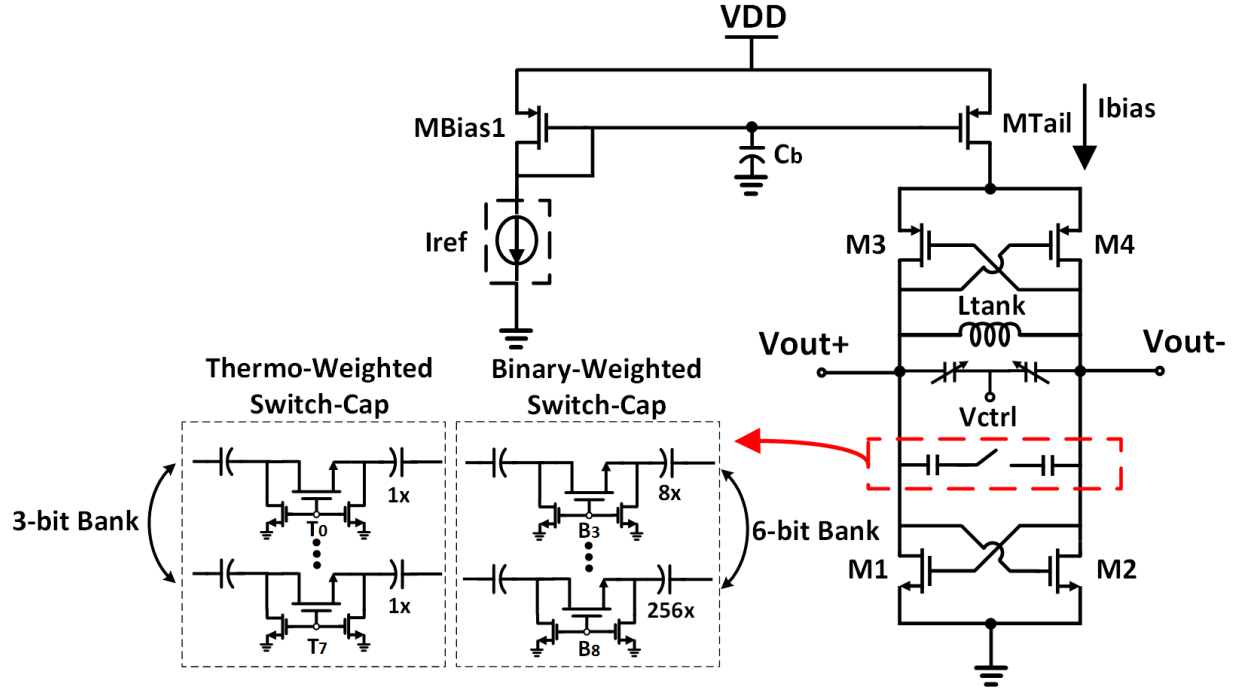 VDD
MBias1
MTail
Ibias
Cb
Iref
M3
M4
Ltank
Vout+
Vout-
Vctrl
Thermo-Weighted
Switch-Cap
Binary-Weighted
Switch-Cap
3-bit Bank
1x
T0
1x
T7
8x
B3
256x
B8
6-bit Bank
M1
M2